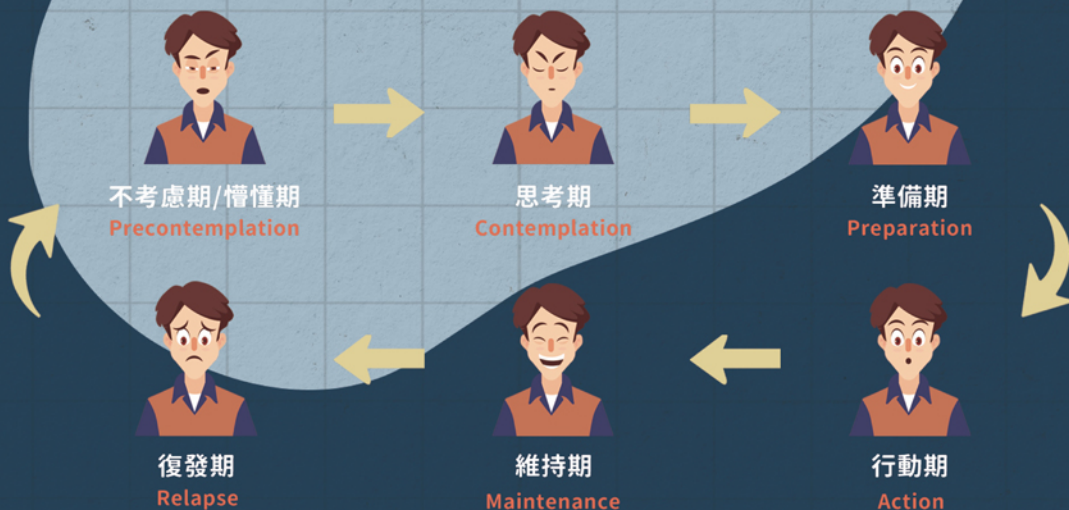 不考慮期/懵懂期
Precontemplation
思考期
Contemplation
準備期
Preparation
復發期
Relapse
維持期
Maintenance
行動期
Action